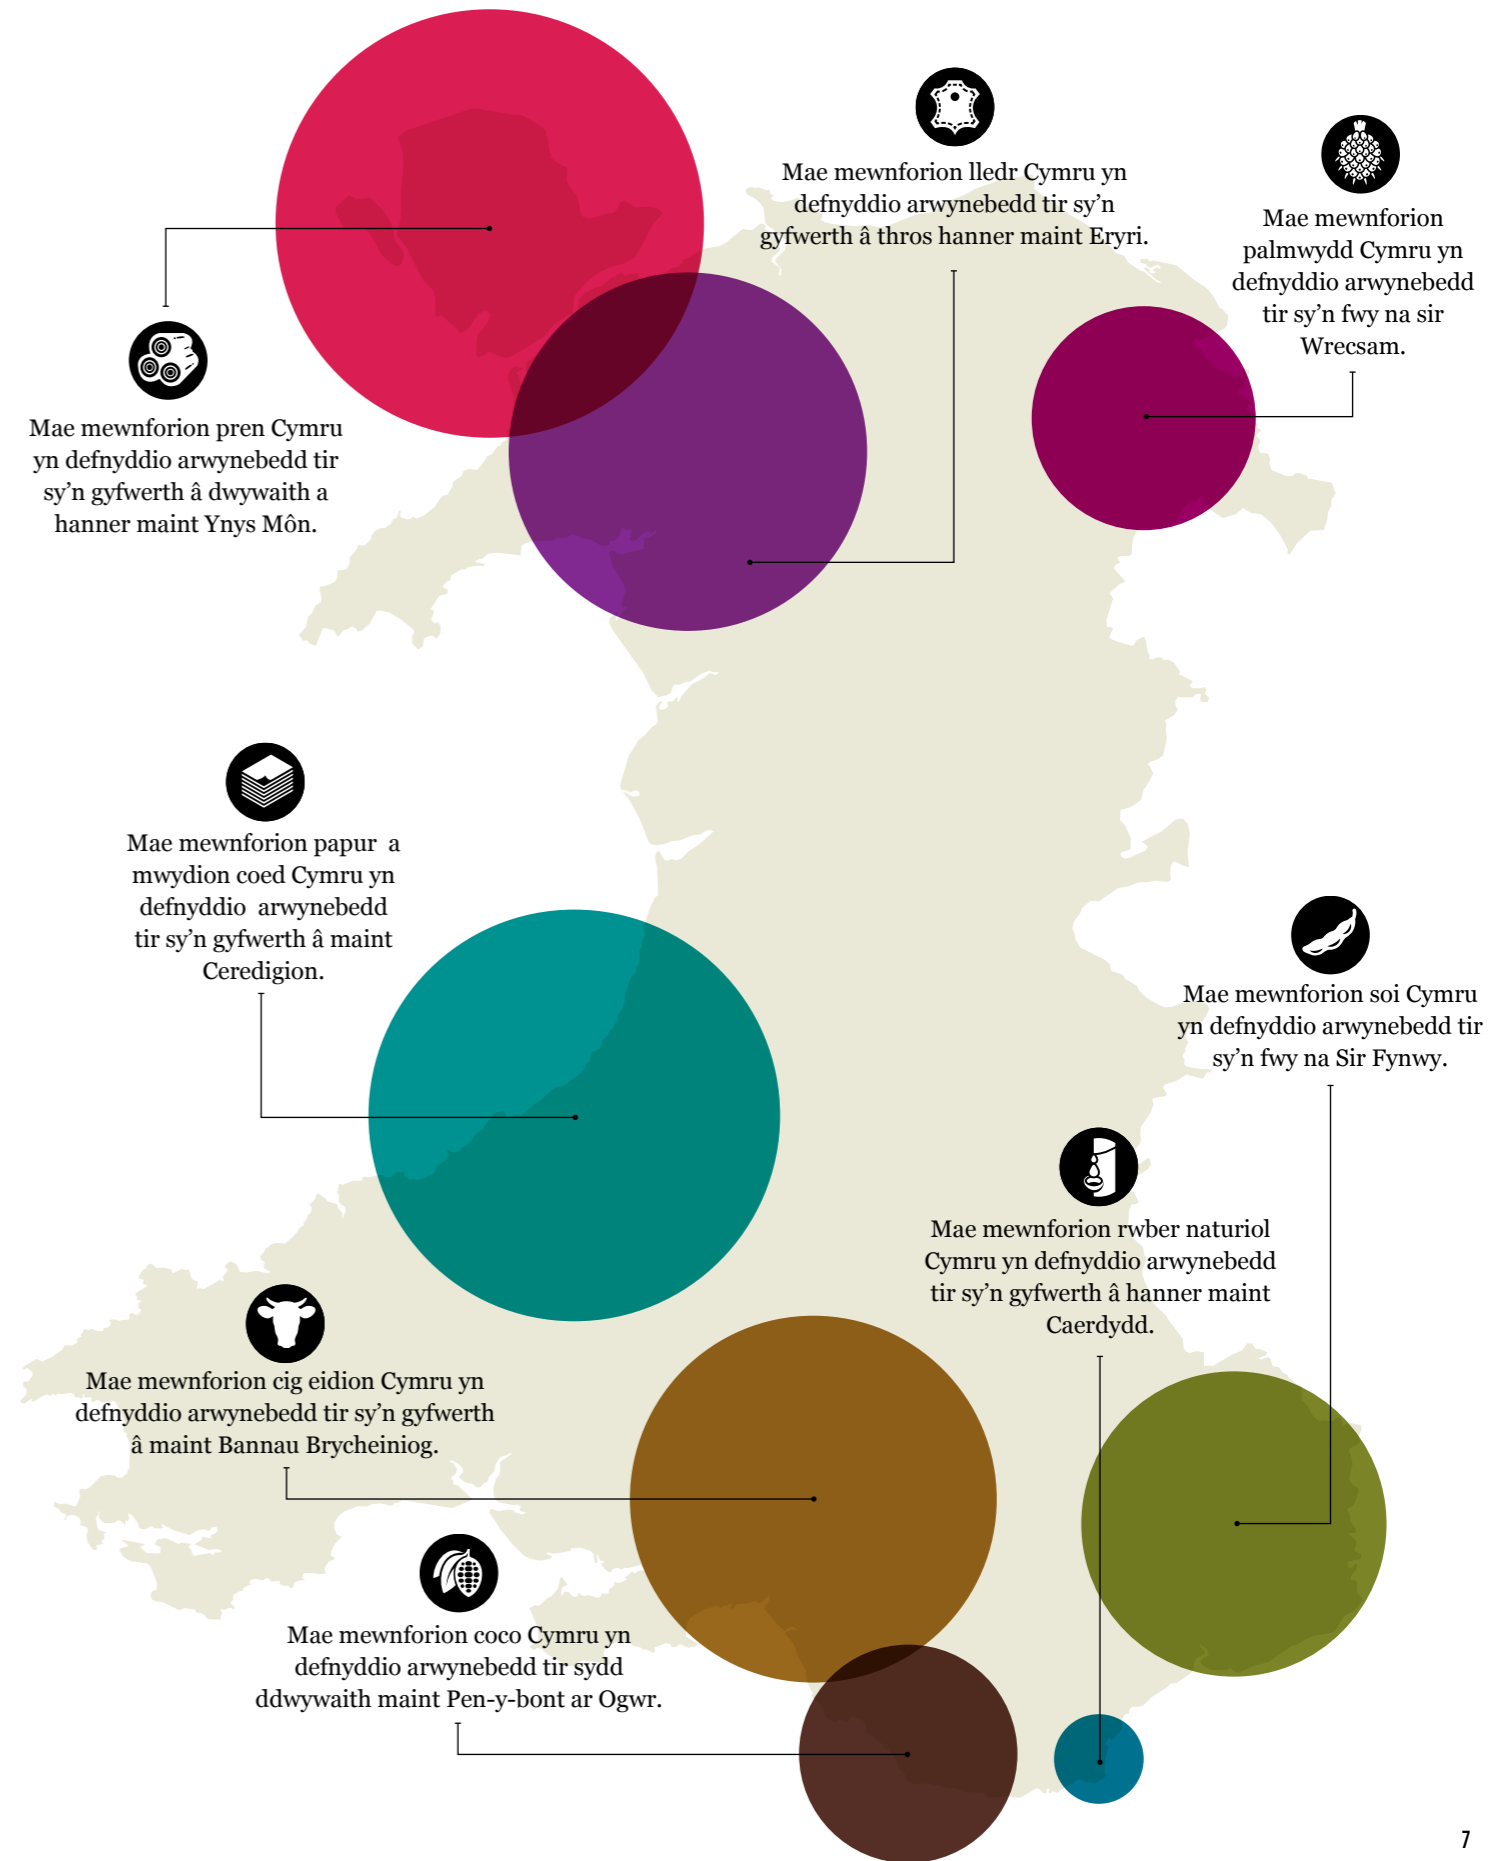 Mae mewnforion lledr Cymru yn
defnyddio arwynebedd tir sy’n
gyfwerth â thros hanner maint Eryri.
Mae mewnforion
palmwydd Cymru yn
defnyddio arwynebedd
tir sy’n fwy na sir
Wrecsam.
Mae mewnforion pren Cymru
yn defnyddio arwynebedd tir
sy’n gyfwerth â dwywaith a
hanner maint Ynys Môn.
Mae mewnforion papur a
mwydion coed Cymru yn
defnyddio arwynebedd
tir sy’n gyfwerth â maint
Ceredigion.
Mae mewnforion soi Cymru
yn defnyddio arwynebedd tir
sy’n fwy na Sir Fynwy.
Mae mewnforion rwber naturiol
Cymru yn defnyddio arwynebedd
tir sy’n gyfwerth â hanner maint
Caerdydd.
Mae mewnforion cig eidion Cymru yn
defnyddio arwynebedd tir sy’n gyfwerth
â maint Bannau Brycheiniog.
Mae mewnforion coco Cymru yn
defnyddio arwynebedd tir sydd
ddwywaith maint Pen-y-bont ar Ogwr.
7